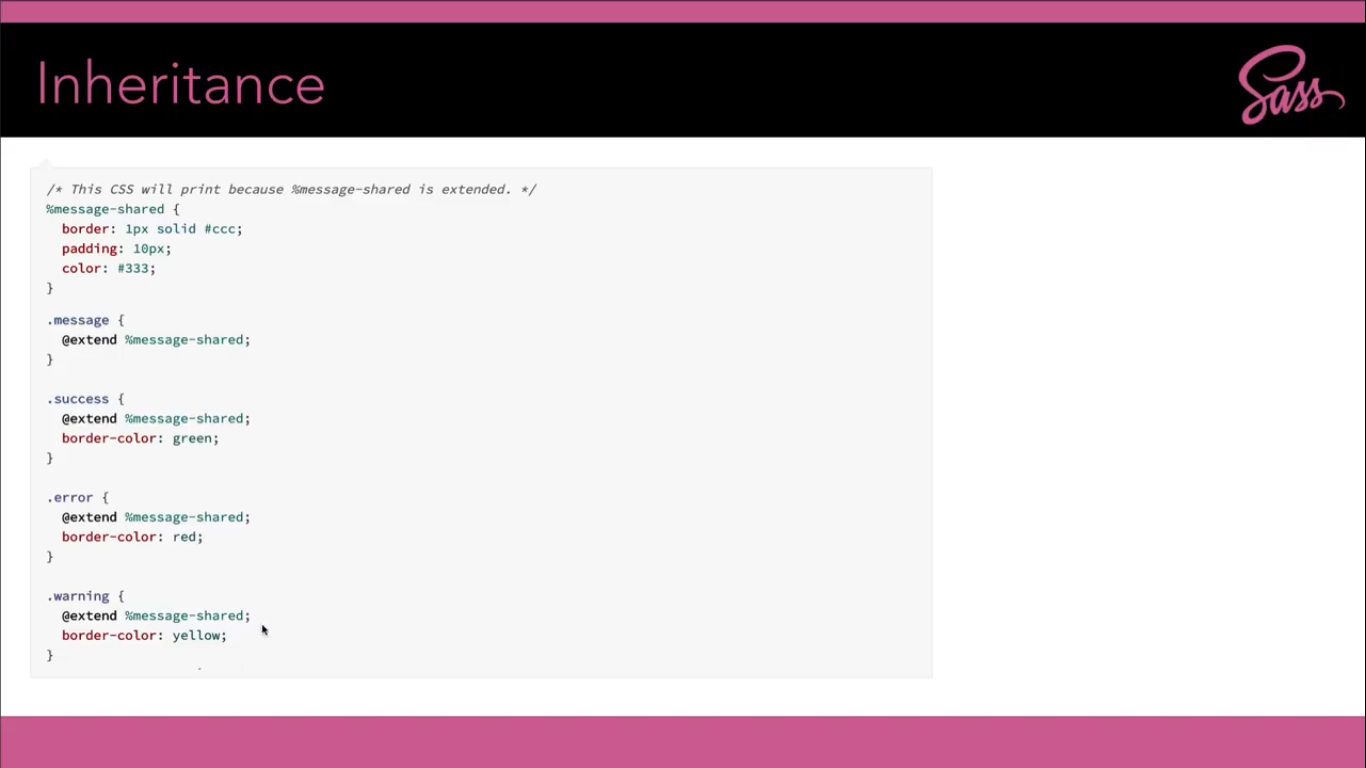 Inheritance
Sass
/* This CSS will print because %message-shared is extended. */
%message-shared {
  border: 1px solid #ccc;
  padding: 10px;
  color: #333;
}
.message {
  @extend %message-shared;
}
.success {
  @extend %message-shared;
  border-color: green;
}
.error {
  @extend %message-shared;
  border-color: red;
}
.warning {
  @extend %message-shared;
  border-color: yellow;
}